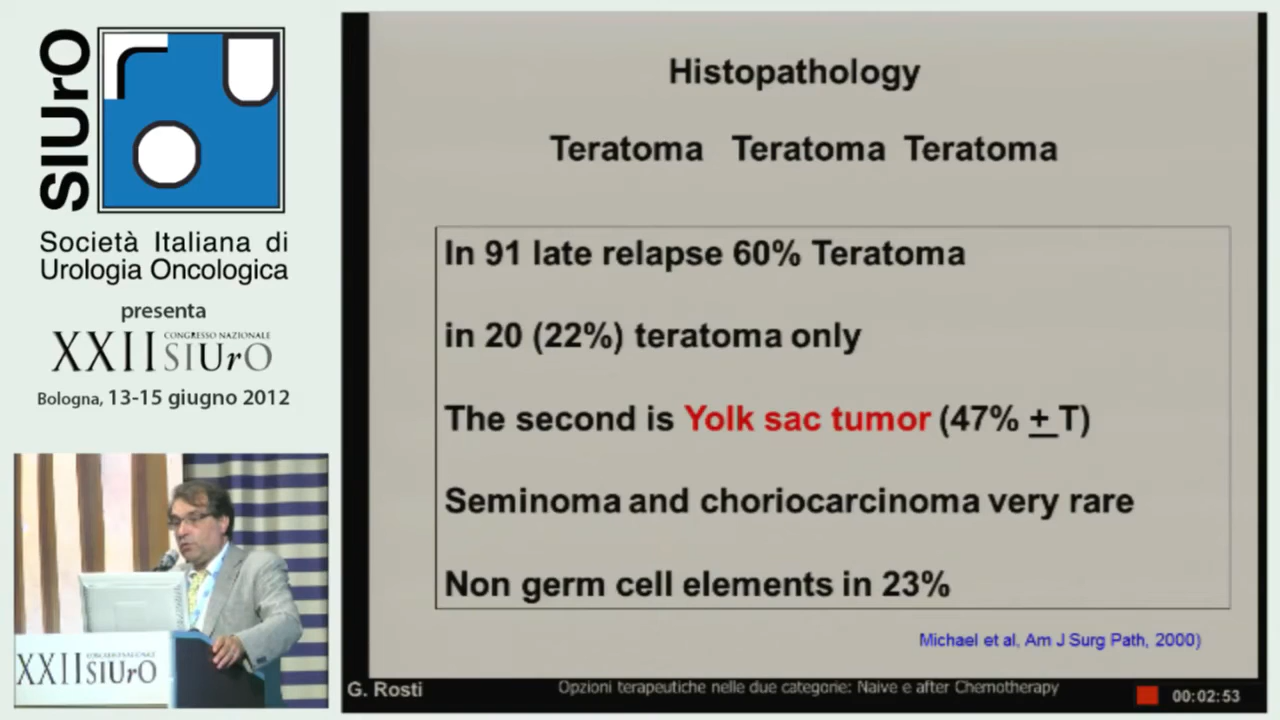 SIUrO
Società Italiana di
Urologia Oncologica
presenta
XXII CONGRESSO NAZIONALE
SIUrO
Bologna, 13-15 giugno 2012
XXII SIUrO
Histopathology
Teratoma Teratoma Teratoma
In 91 late relapse 60% Teratoma
in 20 (22%) teratoma only
The second is Yolk sac tumor (47% + T)
Seminoma and choriocarcinoma very rare
Non germ cell elements in 23%
Michael et al, Am J Surg Path, 2000)
G. Rosti
Opzioni terapeutiche nelle due categorie: Naive e after Chemotherapy
00:02:53